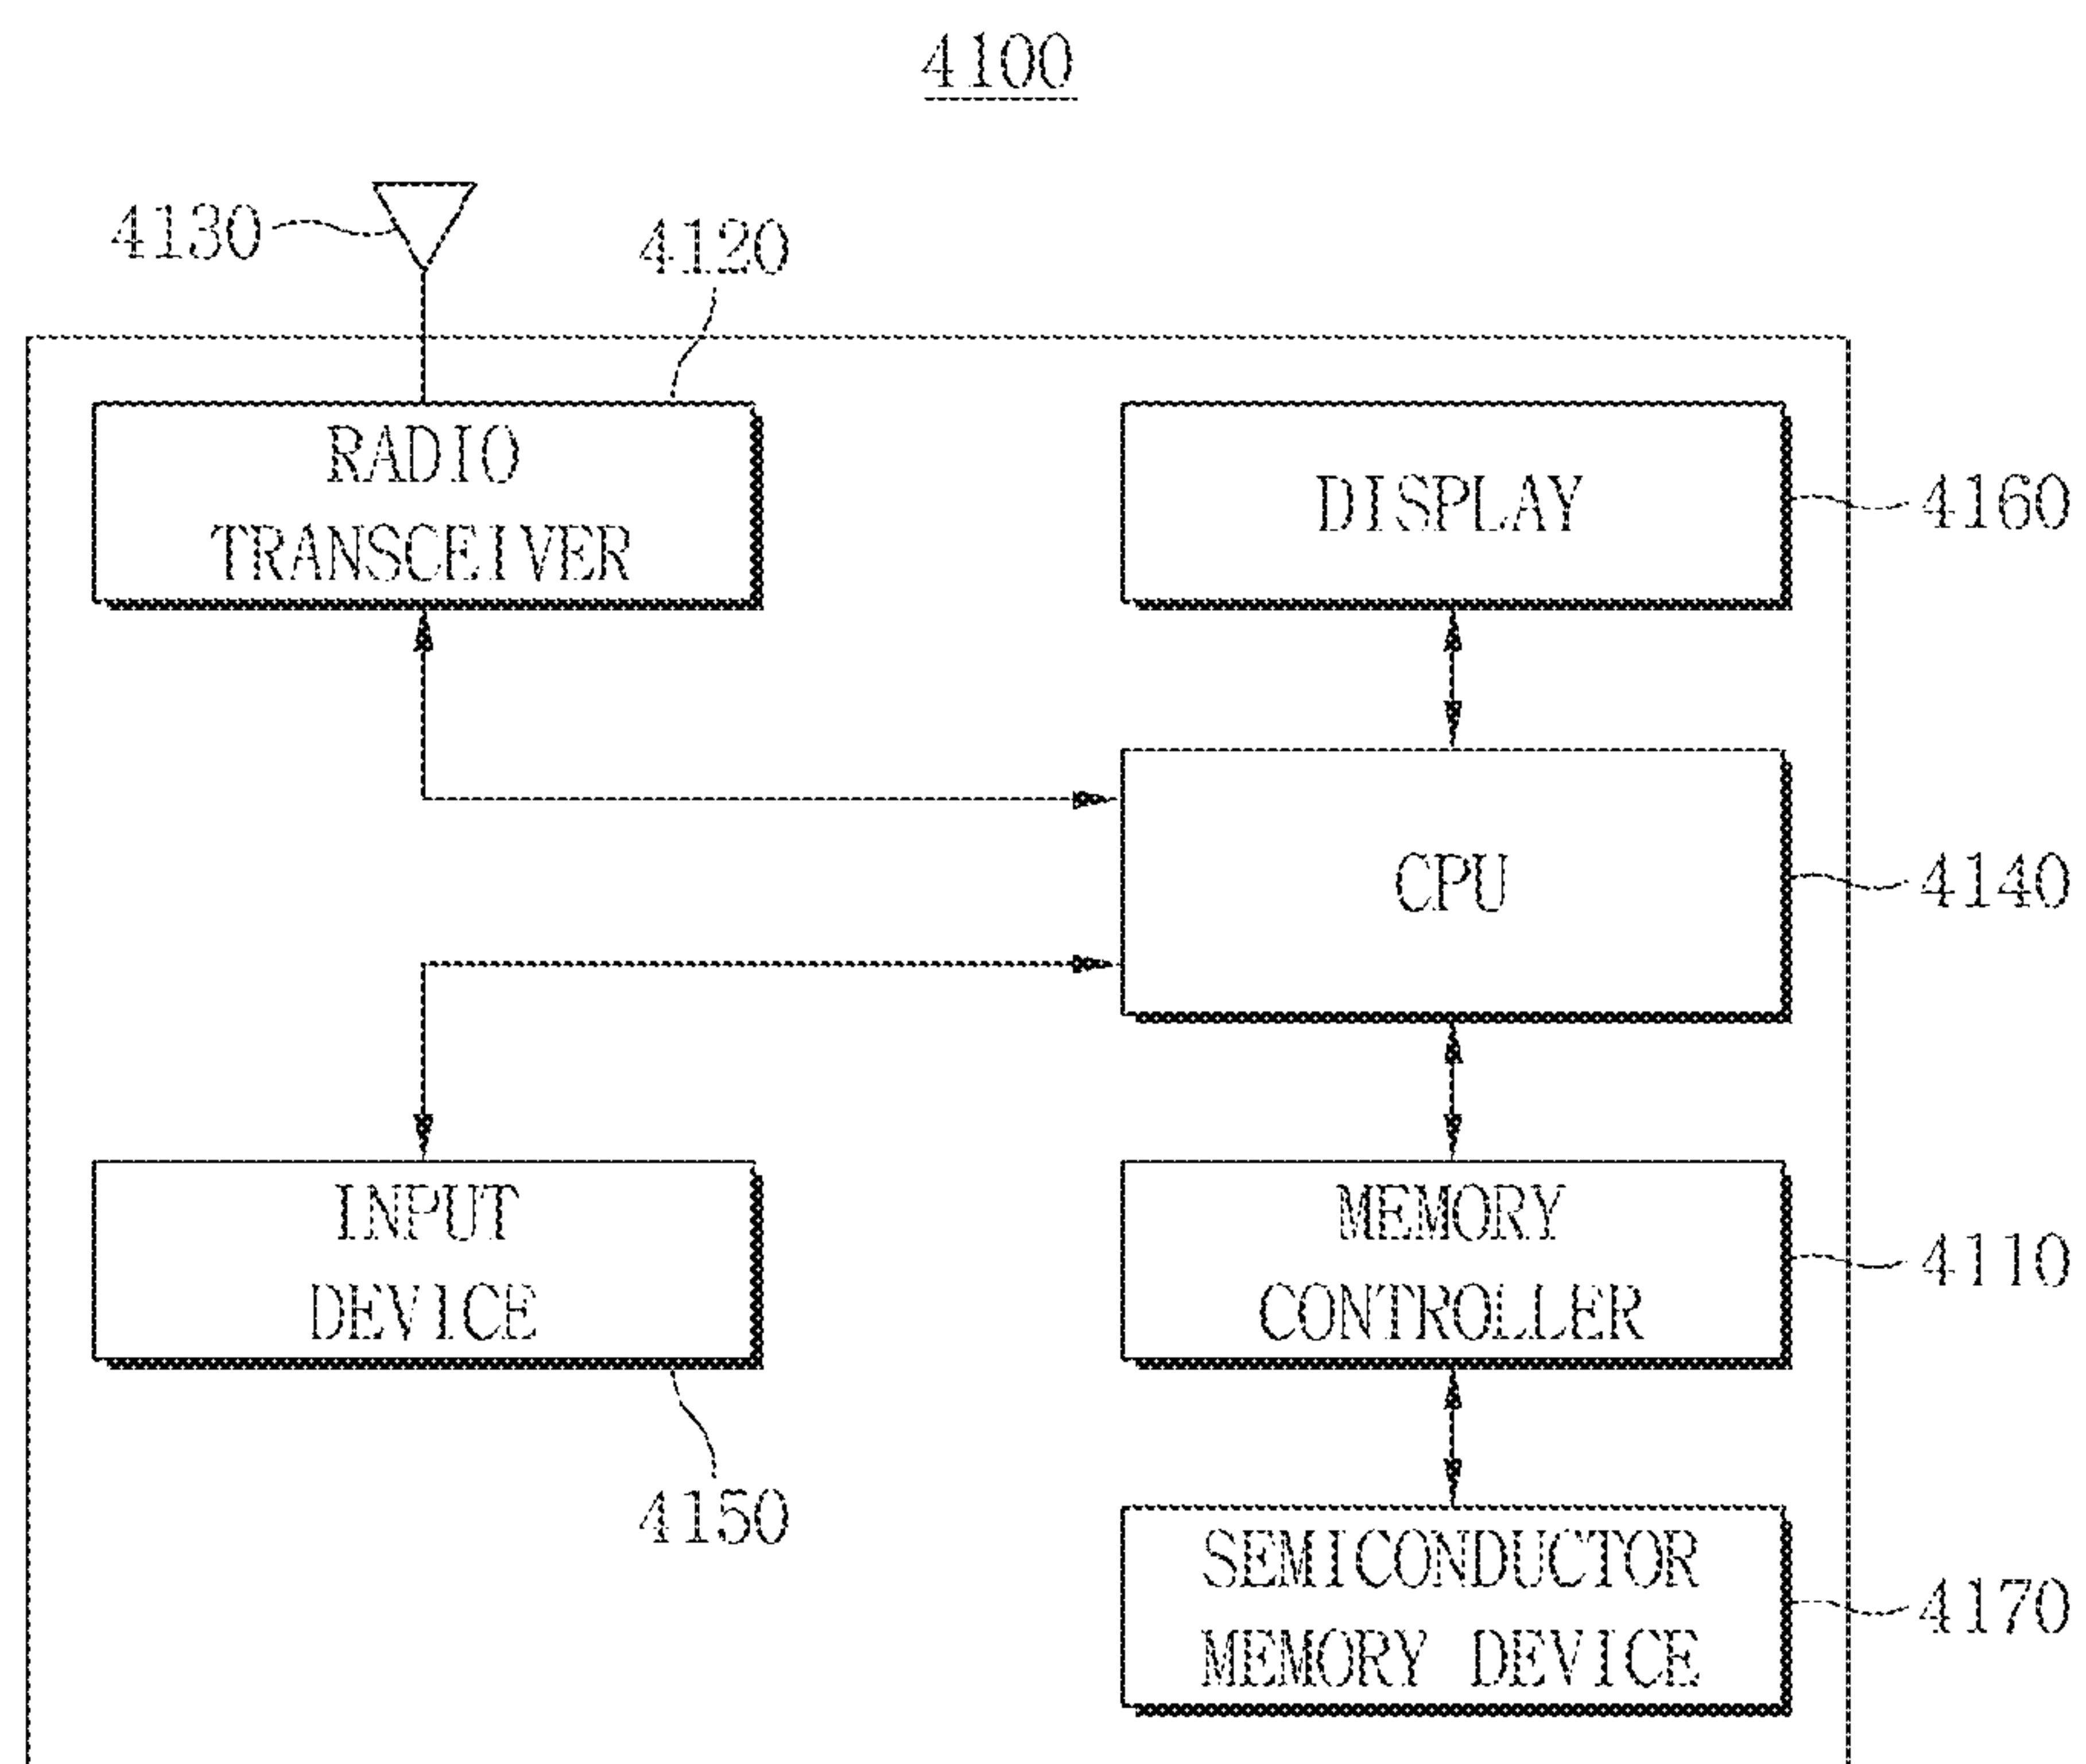 4100
4130
4120
RADIO
TRANSCEIVER
DISPLAY
4160
CPU
4140
INPUT
DEVICE
4150
MEMORY
CONTROLLER
4110
SEMICONDUCTOR
MEMORY DEVICE
4170